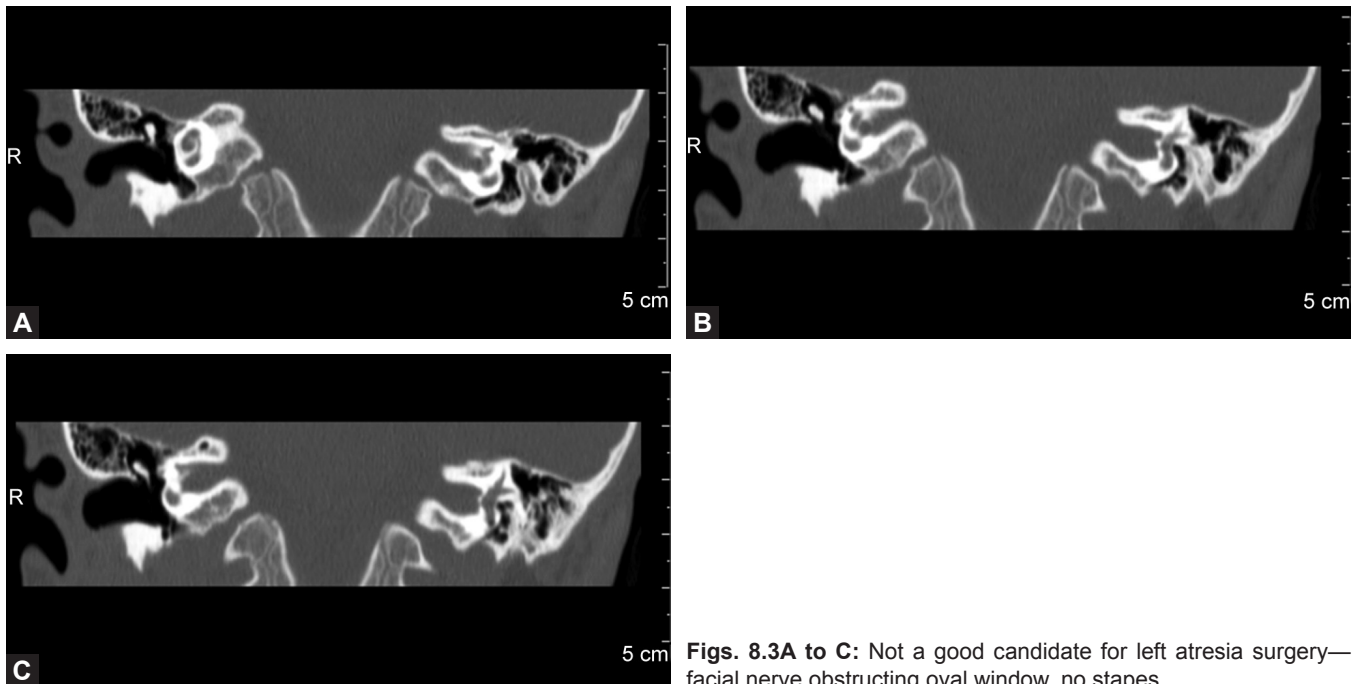 R
5 cm
A
R
5 cm
B
R
5 cm
C
Figs. 8.3A to C: Not a good candidate for left atresia surgery—
facial nerve obstructing oval window, no stapes